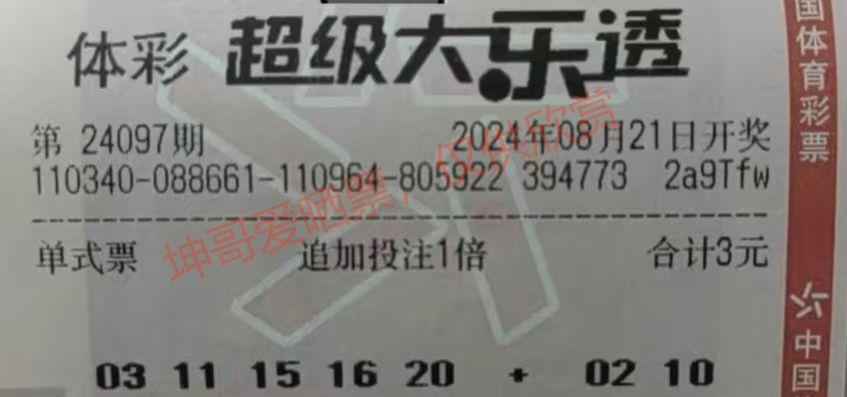 体彩 超级大乐透
第 24097期 2024年08月21日开奖
110340-088661-110964-805922 394773 2a9Tfw
单式票 追加投注1倍 合计3元
03 11 15 16 20 + 02 10
坤哥爱晒票，仅供欣赏
国体育彩票
中国